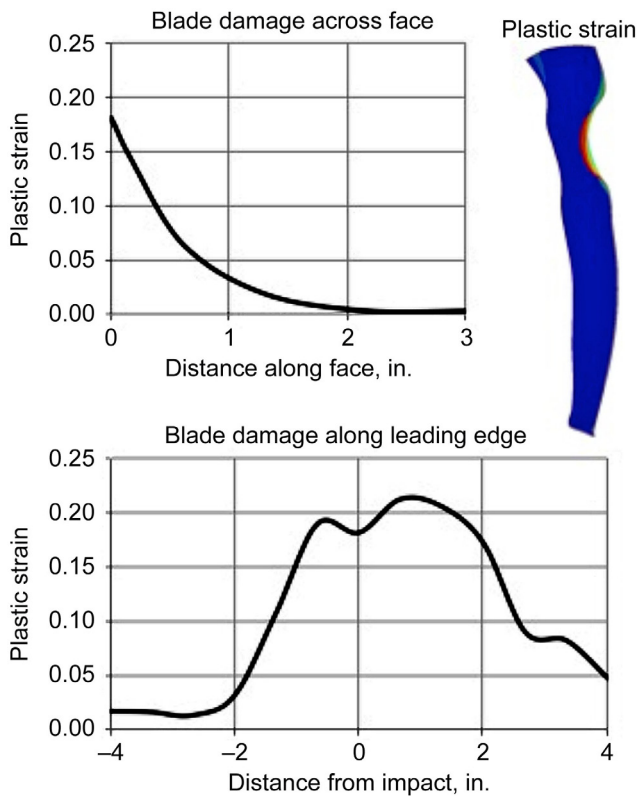 Blade damage across face
Plastic strain
0.25
0.20
0.15
0.10
0.05
0.00
Plastic strain
0 1 2 3
Distance along face, in.
Blade damage along leading edge
0.25
0.20
0.15
0.10
0.05
0.00
Plastic strain
–4 –2 0 2 4
Distance from impact, in.